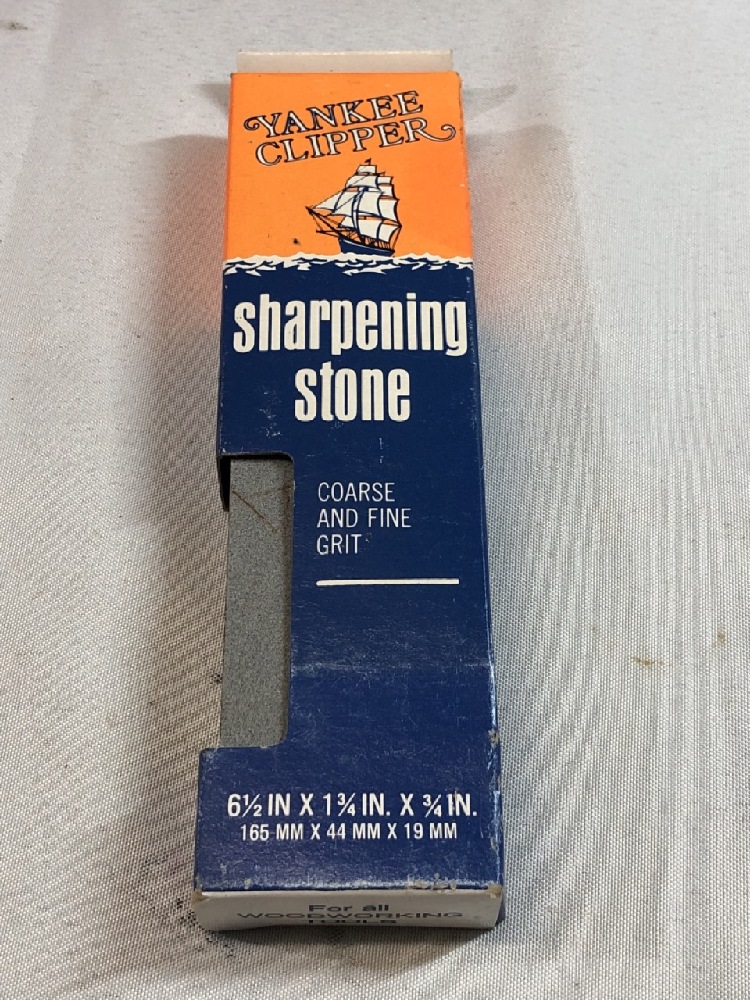 YANKEE
CLIPPER
sharpening
stone
COARSE
AND FINE
GRIT
6½ IN X 1¾ IN. X ¾ IN.
165 MM X 44 MM X 19 MM
For all
WOODWORKING
TOOLS